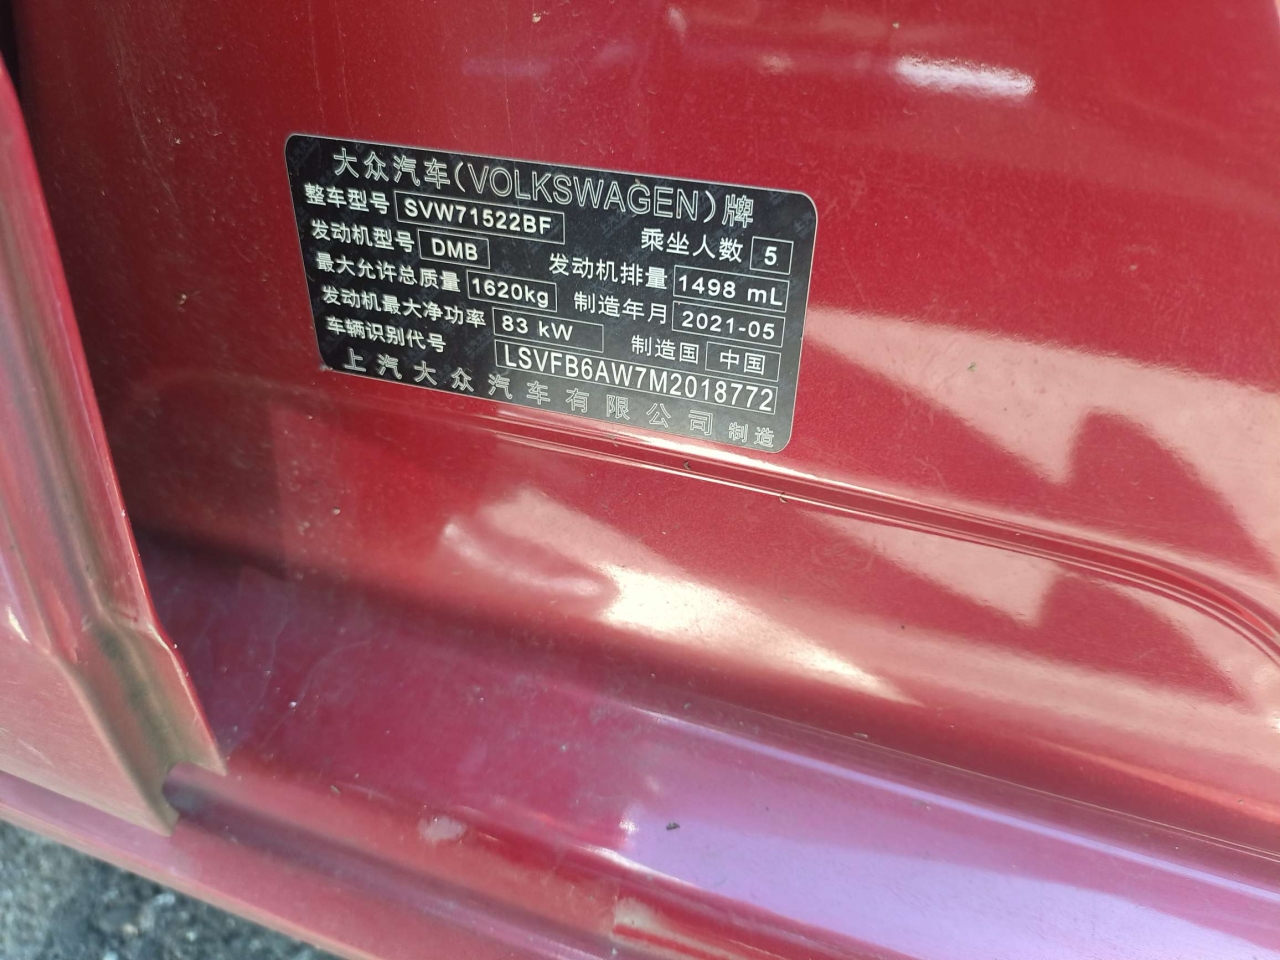 大众汽车(VOLKSWAGEN)牌
整车型号 SVW71522BF 乘坐人数 5
发动机型号 DMB 发动机排量 1498 mL
最大允许总质量 1620kg 制造年月 2021-05
发动机最大净功率 83 kW 制造国 中国
车辆识别代号 LSVFB6AW7M2018772
上汽大众汽车有限公司 制造